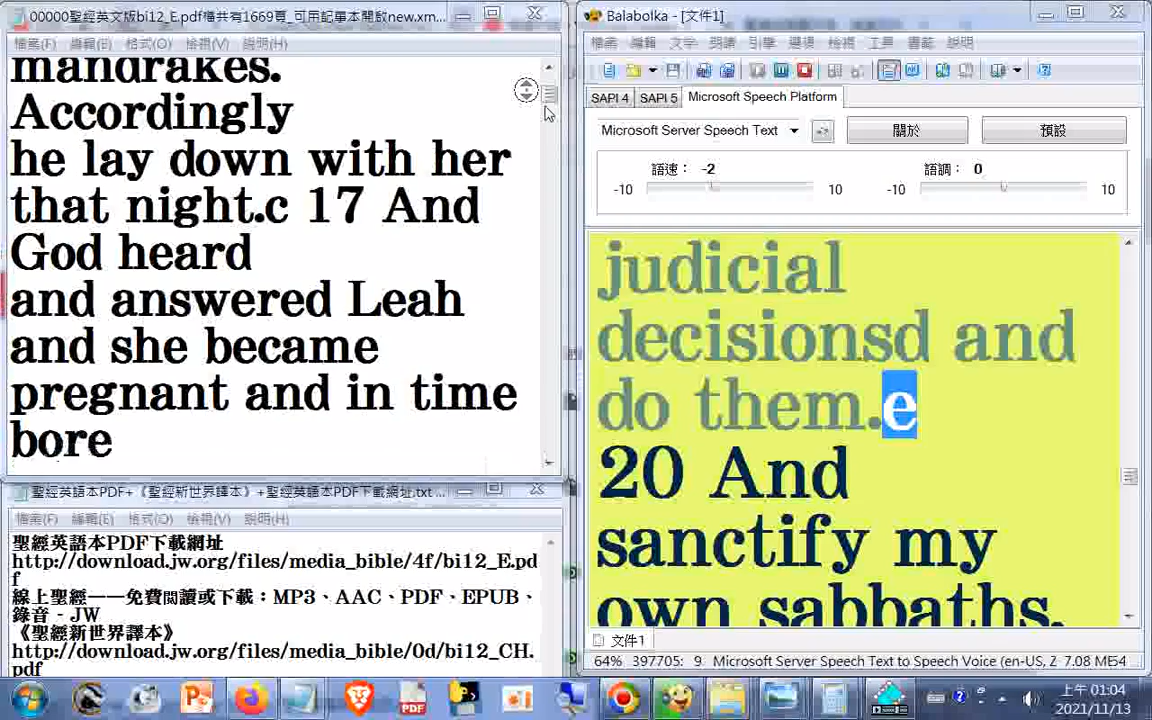 00000聖經英文版bi12_E.pdf檔共有1669頁_可用記事本開啟new.xm...
檔案(F) 編輯(E) 格式(O) 檢視(V) 說明(H)
mandrakes.
Accordingly
he lay down with her
that night.c 17 And
God heard
and answered Leah
and she became
pregnant and in time
bore
聖經英語本PDF+《聖經新世界譯本》+聖經英語本PDF下載網址.txt ...
檔案(F) 編輯(E) 格式(O) 檢視(V) 說明(H)
聖經英語本PDF下載網址
http://download.jw.org/files/media_bible/4f/bi12_E.pd
f
線上聖經——免費閱讀或下載：MP3、AAC、PDF、EPUB、
錄音 - JW
《聖經新世界譯本》
http://download.jw.org/files/media_bible/0d/bi12_CH.
pdf
Balabolka - [文件1]
檔案 編輯 文字 朗讀 引擎 選項 檢視 工具 書籤 說明
SAPI 4 SAPI 5 Microsoft Speech Platform
Microsoft Server Speech Text 關於 預設
語速： -2 語調： 0
-10 10 -10 10
judicial
decisionsd and
do them.e
20 And
sanctify my
own sabbaths,
文件1
64% 397705: 9 Microsoft Server Speech Text to Speech Voice (en-US, Z 7.08 ME54
上午 01:04
2021/11/13